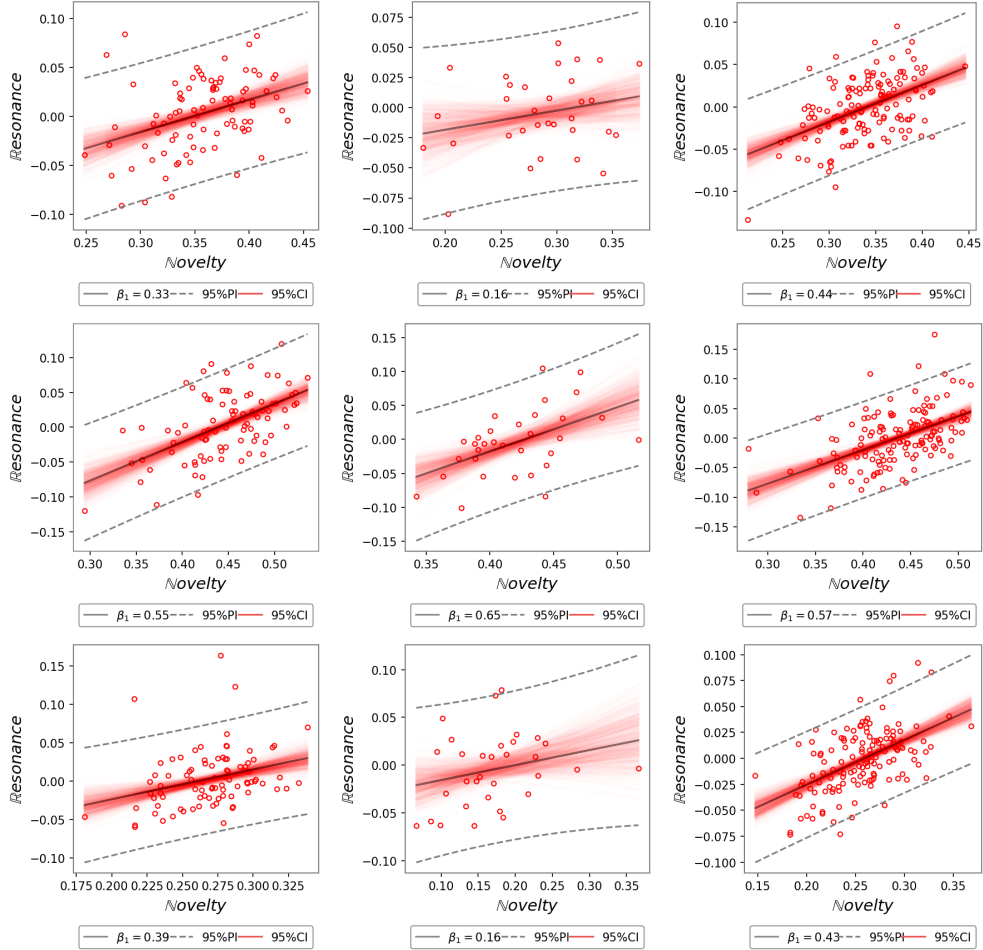 0.10 0.05 0.00 −0.05 −0.10
ℝesonance
0.25 0.30 0.35 0.40 0.45
ℕovelty
β₁ = 0.33 95%PI 95%CI
0.075 0.050 0.025 0.000 −0.025 −0.050 −0.075 −0.100
ℝesonance
0.20 0.25 0.30 0.35
ℕovelty
β₁ = 0.16 95%PI 95%CI
0.10 0.05 0.00 −0.05 −0.10
ℝesonance
0.25 0.30 0.35 0.40 0.45
ℕovelty
β₁ = 0.44 95%PI 95%CI
0.10 0.05 0.00 −0.05 −0.10 −0.15
ℝesonance
0.30 0.35 0.40 0.45 0.50
ℕovelty
β₁ = 0.55 95%PI 95%CI
0.15 0.10 0.05 0.00 −0.05 −0.10 −0.15
ℝesonance
0.35 0.40 0.45 0.50
ℕovelty
β₁ = 0.65 95%PI 95%CI
0.15 0.10 0.05 0.00 −0.05 −0.10 −0.15
ℝesonance
0.30 0.35 0.40 0.45 0.50
ℕovelty
β₁ = 0.57 95%PI 95%CI
0.15 0.10 0.05 0.00 −0.05 −0.10
ℝesonance
0.175 0.200 0.225 0.250 0.275 0.300 0.325
ℕovelty
β₁ = 0.39 95%PI 95%CI
0.10 0.05 0.00 −0.05 −0.10
ℝesonance
0.10 0.15 0.20 0.25 0.30 0.35
ℕovelty
β₁ = 0.16 95%PI 95%CI
0.100 0.075 0.050 0.025 0.000 −0.025 −0.050 −0.075 −0.100
ℝesonance
0.15 0.20 0.25 0.30 0.35
ℕovelty
β₁ = 0.43 95%PI 95%CI